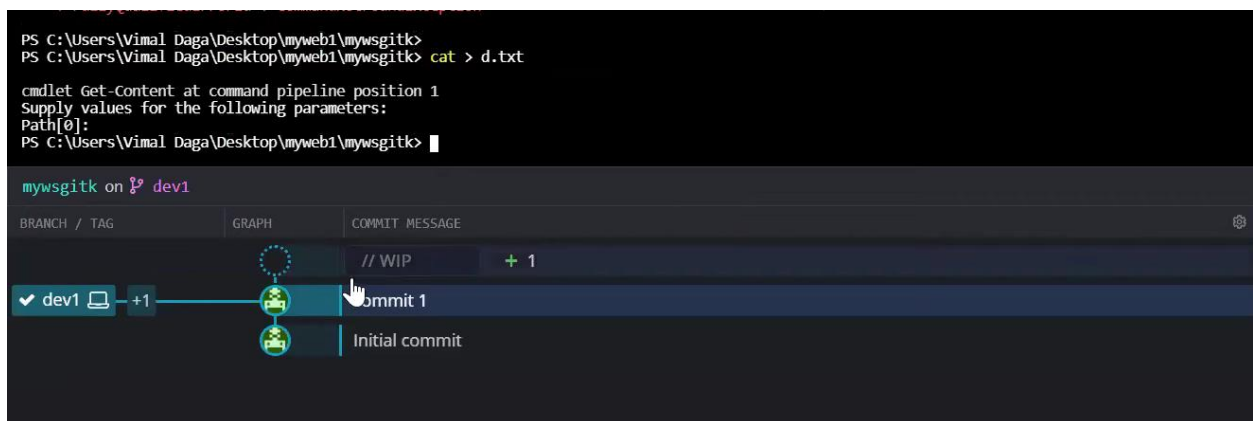 PS C:\Users\Vimal Daga\Desktop\myweb1\mywsgitk>
PS C:\Users\Vimal Daga\Desktop\myweb1\mywsgitk> cat > d.txt
cmdlet Get-Content at command pipeline position 1
Supply values for the following parameters:
Path[0]:
PS C:\Users\Vimal Daga\Desktop\myweb1\mywsgitk>
mywsgitk on dev1
BRANCH / TAG GRAPH COMMIT MESSAGE
// WIP + 1
dev1 +1 Commit 1
Initial commit